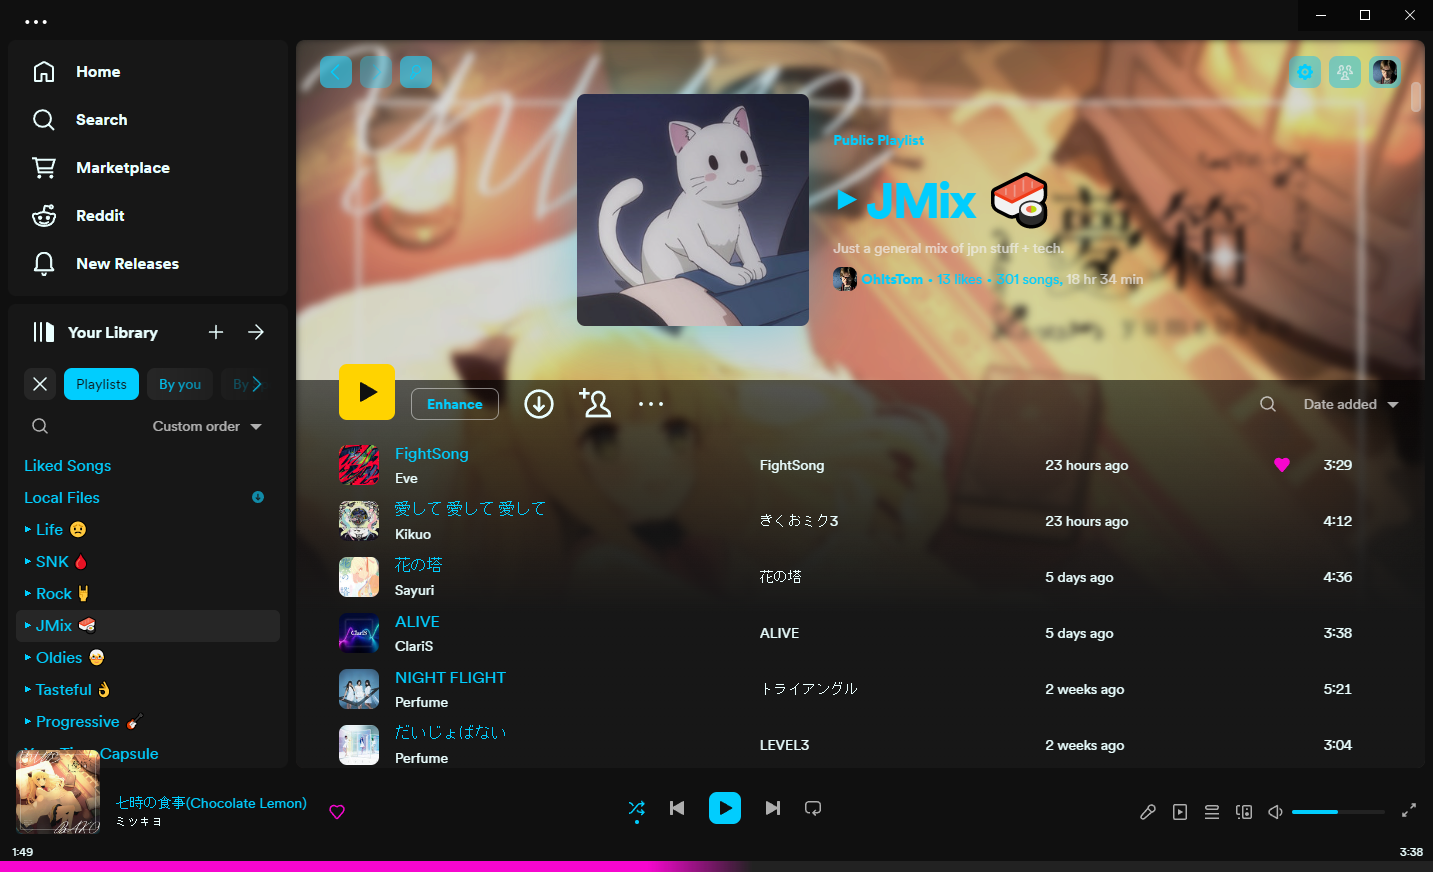 Home
Search
Marketplace
Reddit
New Releases
Your Library
Playlists
By you
By
Custom order
Liked Songs
Local Files
Life
SNK
Rock
JMix
Oldies
Tasteful
Progressive
Capsule
Public Playlist
JMix
Just a general mix of jpn stuff + tech.
OhItsTom • 13 likes • 301 songs, 18 hr 34 min
Enhance
Date added
FightSong
Eve
FightSong
23 hours ago
3:29
愛して 愛して 愛して
Kikuo
きくおミク3
23 hours ago
4:12
花の塔
Sayuri
花の塔
5 days ago
4:36
ALIVE
ClariS
ALIVE
5 days ago
3:38
NIGHT FLIGHT
Perfume
トライアングル
2 weeks ago
5:21
だいじょばない
Perfume
LEVEL3
2 weeks ago
3:04
七時の食事(Chocolate Lemon)
ミツキヨ
1:49
3:38